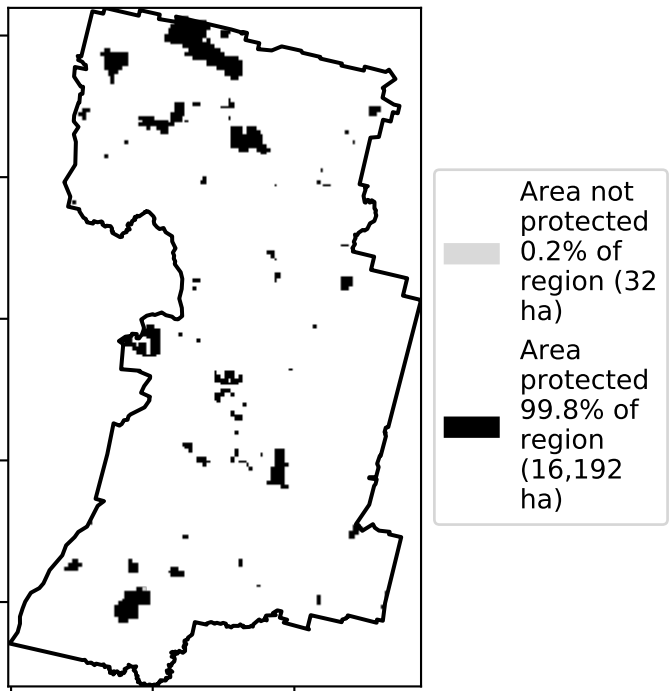 Area not
protected
0.2% of
region (32
ha)
Area
protected
99.8% of
region
(16,192
ha)